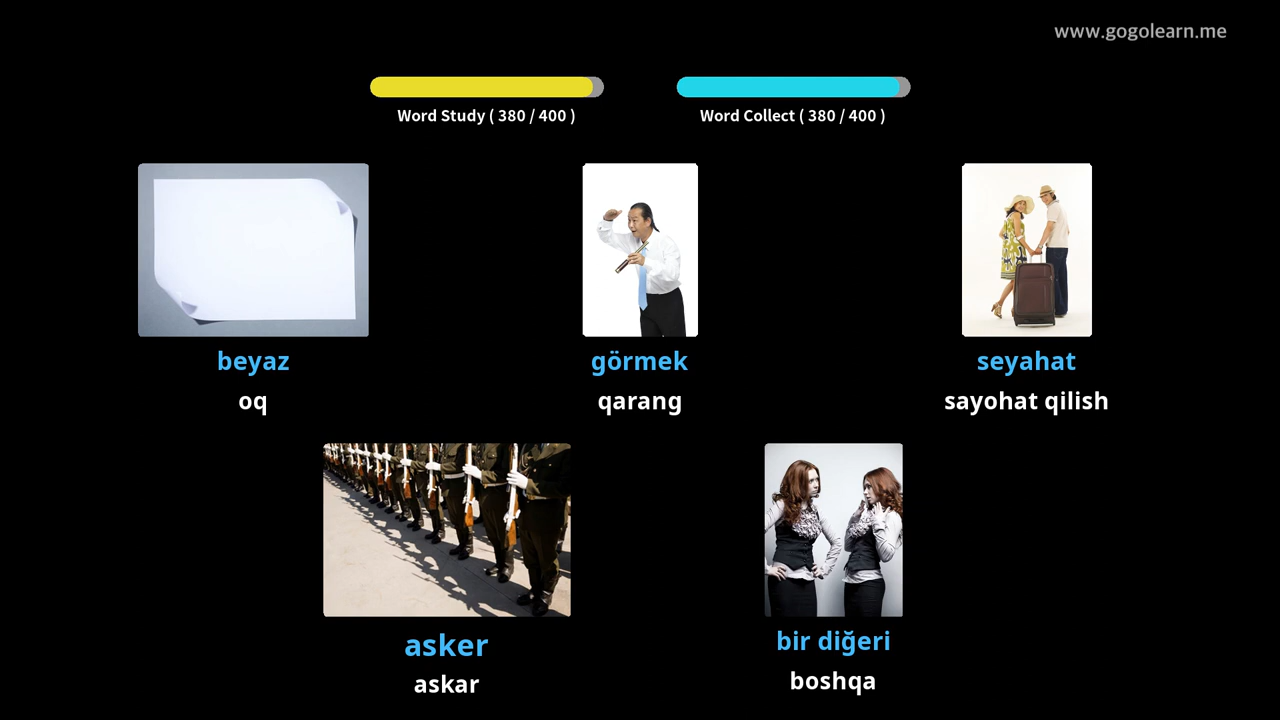 www.gogolearn.me
Word Study ( 380 / 400 )
Word Collect ( 380 / 400 )
beyaz
oq
görmek
qarang
seyahat
sayohat qilish
asker
askar
bir diğeri
boshqa